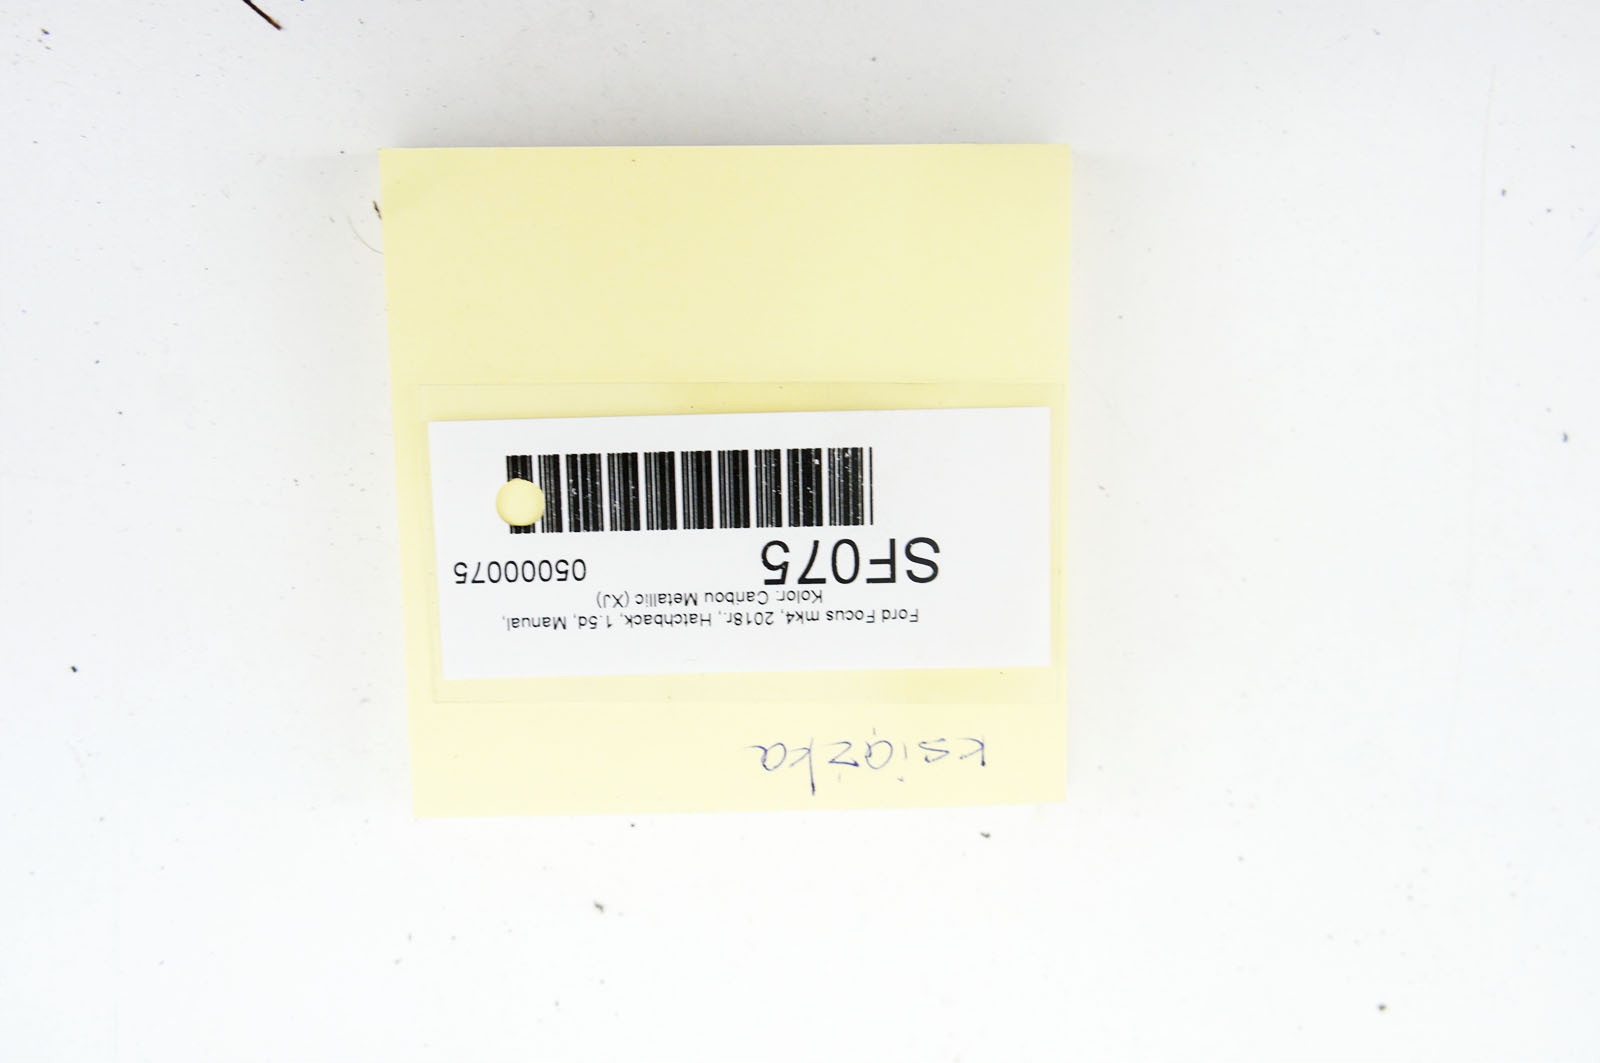 książka
Ford Focus mk4, 2018r., Hatchback, 1.5d, Manual,
Kolor: Caribou Metallic (XJ)
SF075 05000075